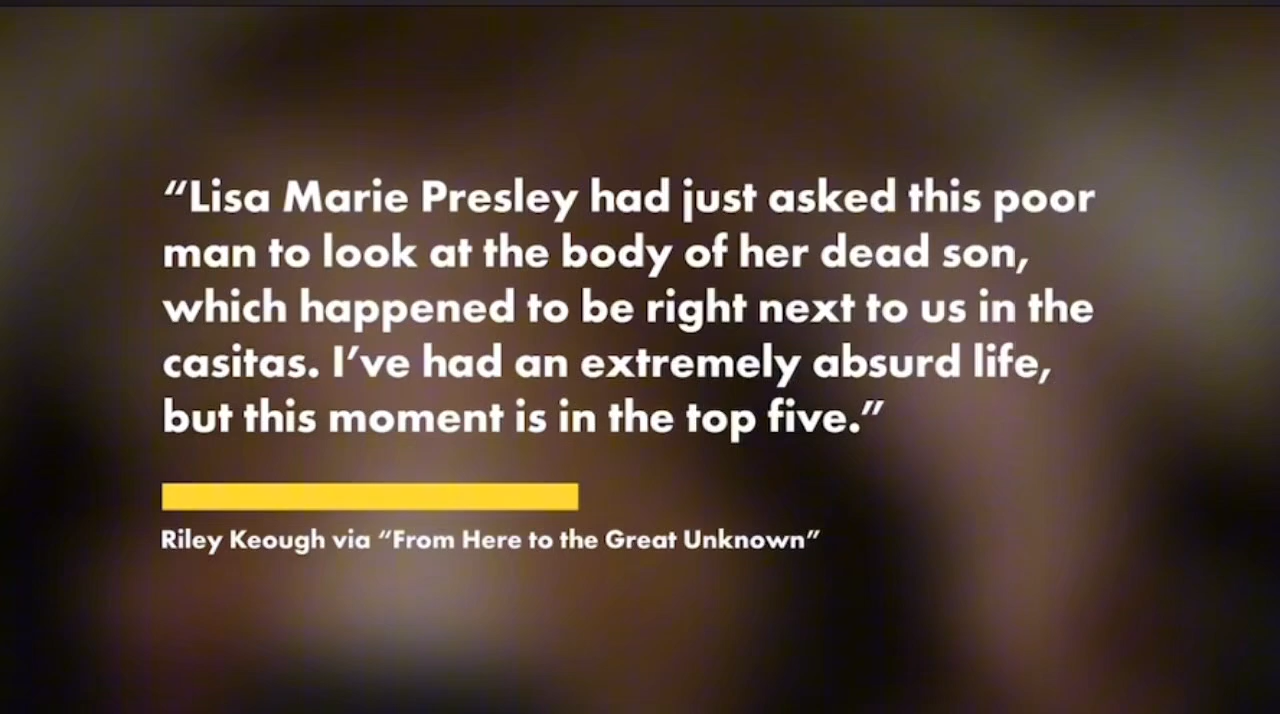 “Lisa Marie Presley had just asked this poor
man to look at the body of her dead son,
which happened to be right next to us in the
casitas. I’ve had an extremely absurd life,
but this moment is in the top five.”
Riley Keough via “From Here to the Great Unknown”